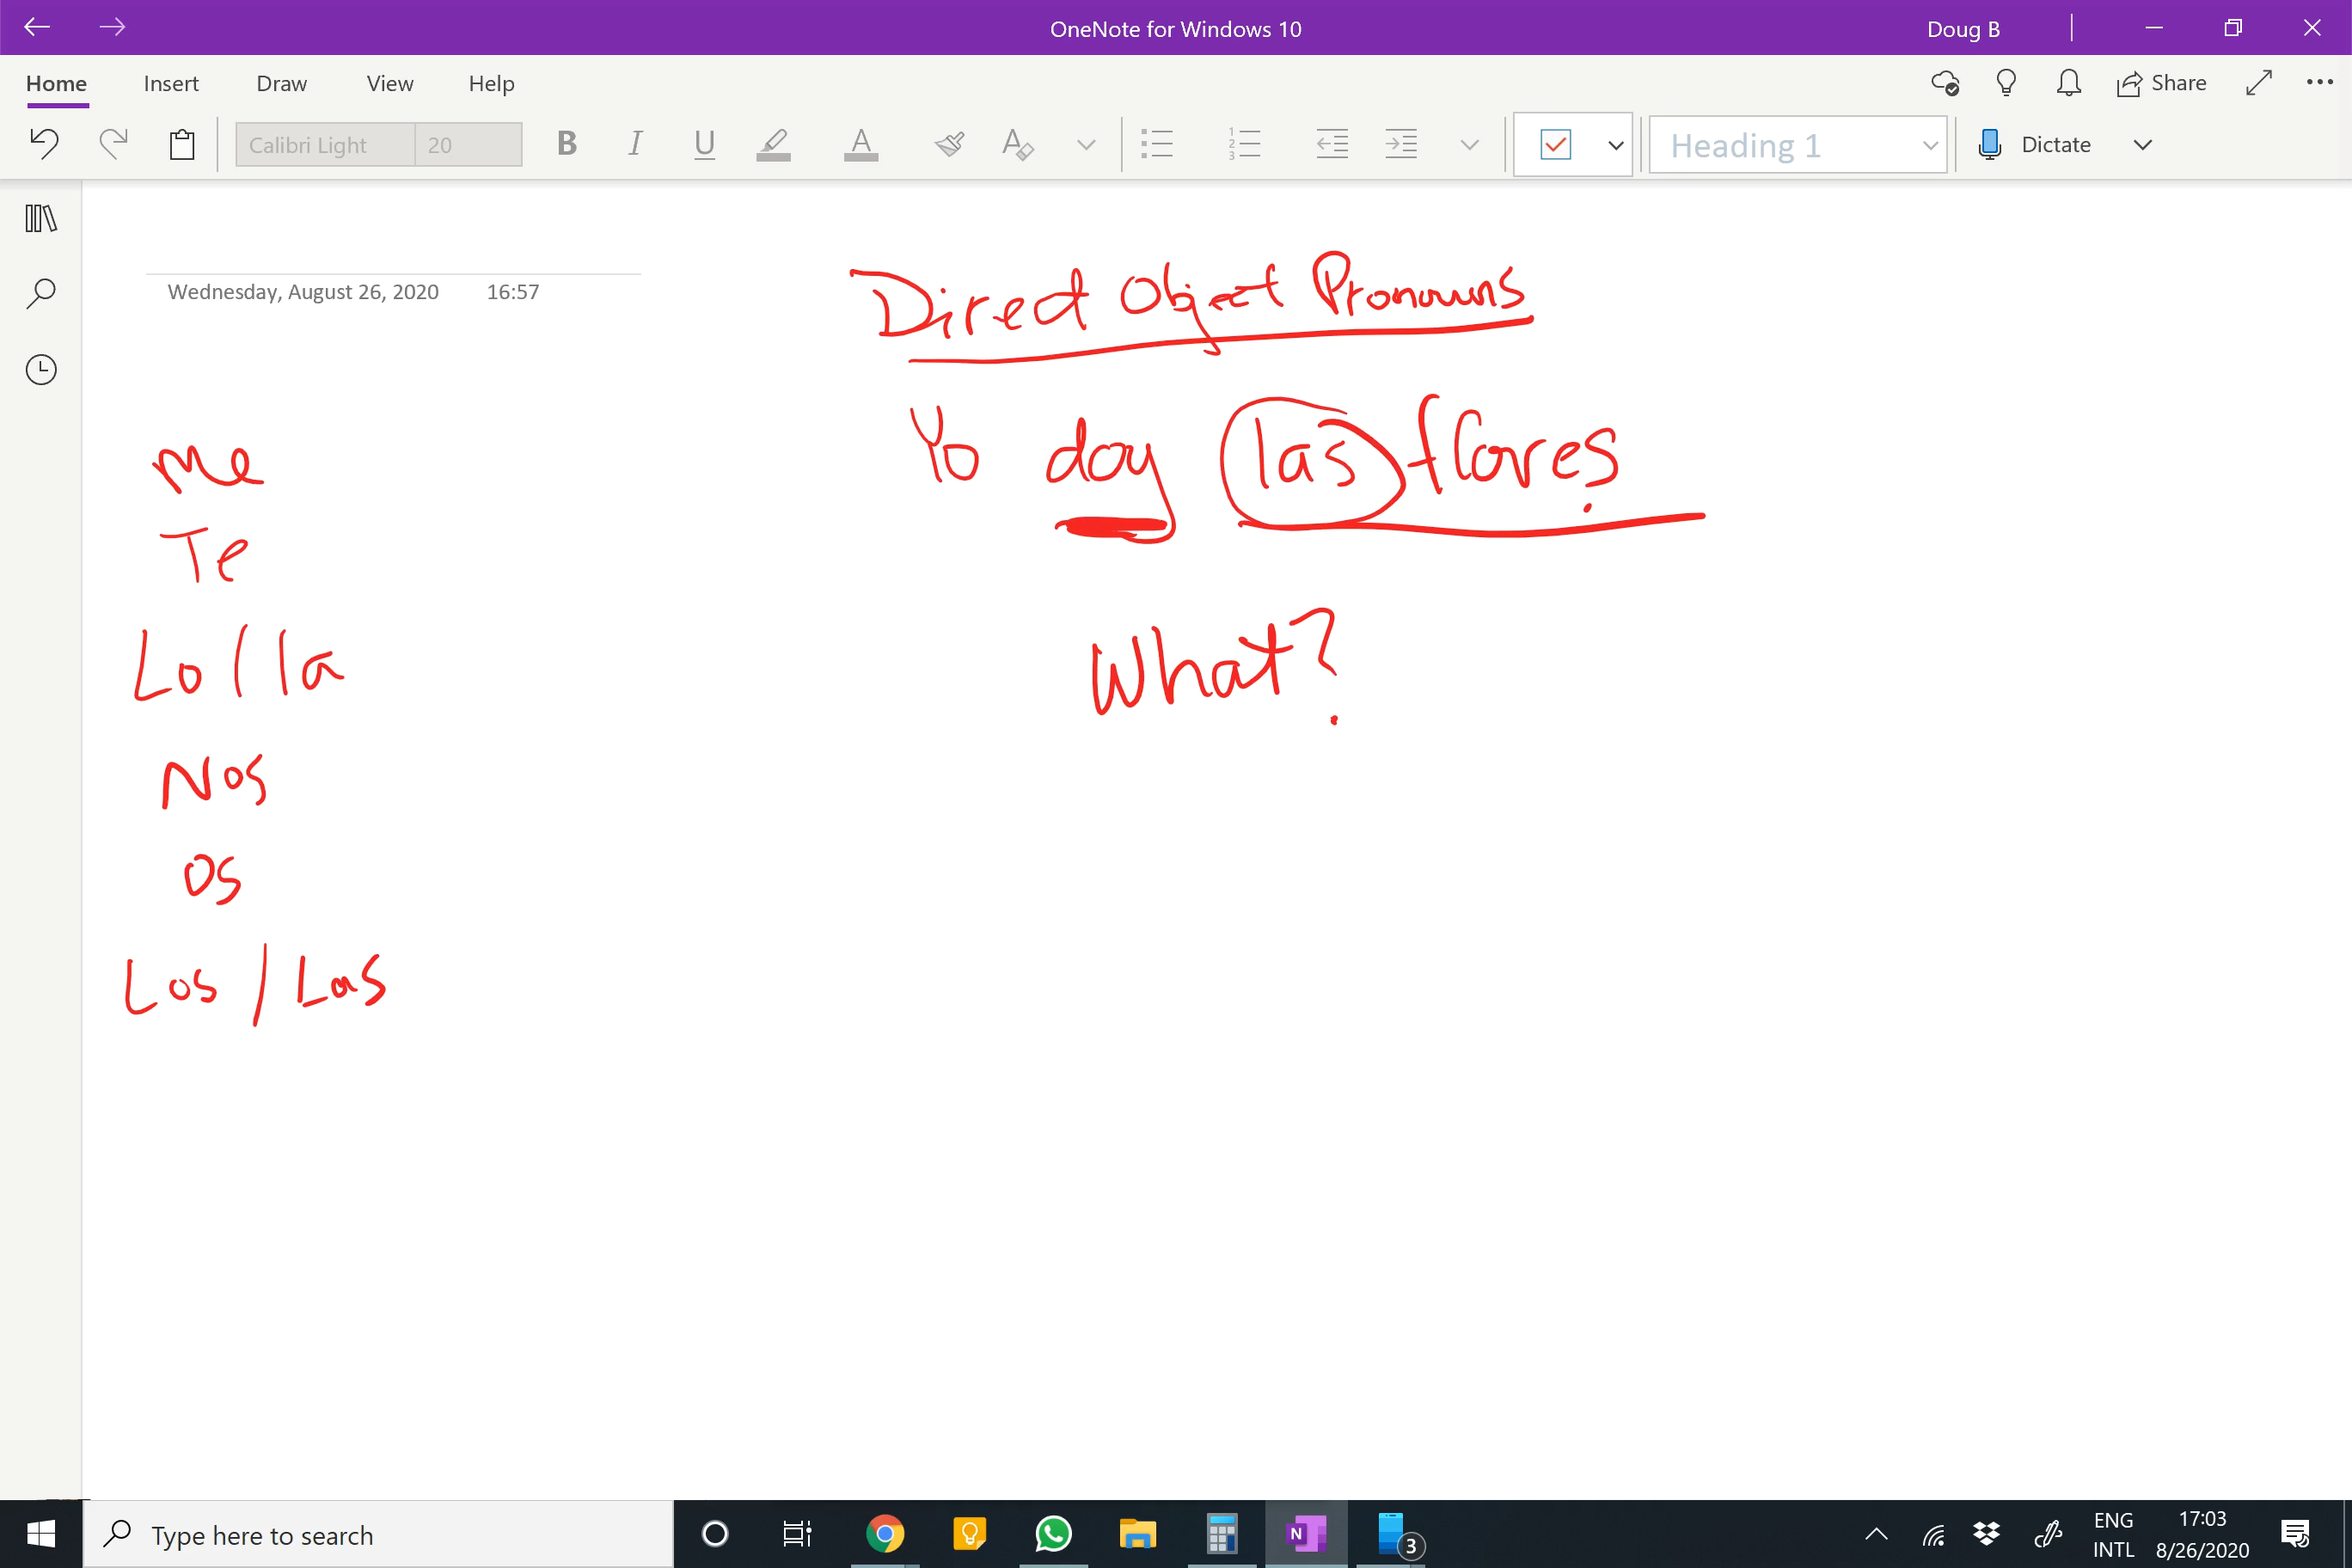 OneNote for Windows 10
Doug B
Home Insert Draw View Help
Share
Calibri Light 20
B I U A A
Heading 1
Dictate
Wednesday, August 26, 2020 16:57
Direct Object Pronouns
Yo doy las flores
What?
Me
Te
Lo/la
Nos
Os
Los/Las
Type here to search
N
3
ENG
INTL
17:03
8/26/2020